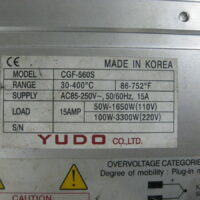 CE MADE IN KOREA
MODEL CGF-560S
RANGE 30-400°C 86-752°F
SUPPLY AC85-250V~, 50/60Hz, 15A
LOAD 15AMP 50W-1650W(110V)
100W-3300W(220V)
YUDO CO.,LTD.
OVERVOLTAGE CATEGORIE
Degree of mobility : Plug-in m